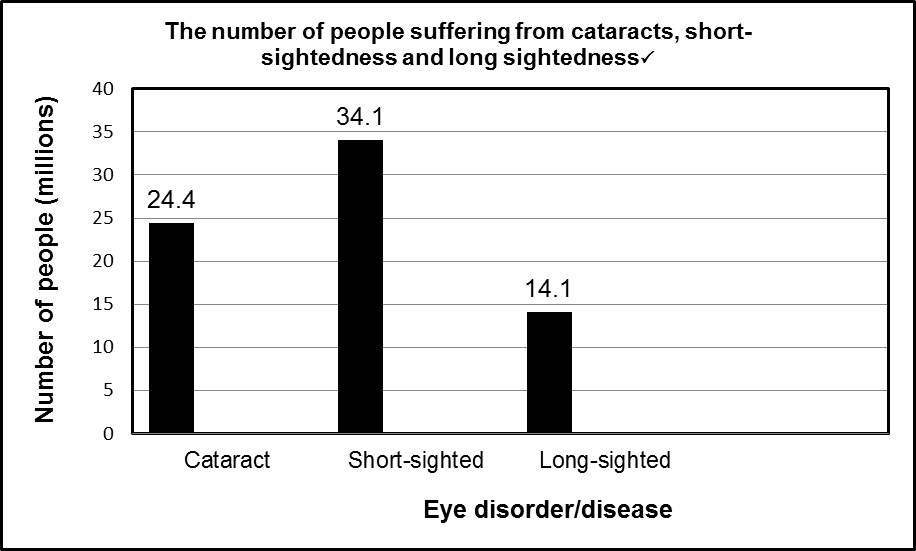 The number of people suffering from cataracts, short-
sightedness and long sightedness✓
Number of people (millions)
40
35
30
25
20
15
10
5
0
24.4
34.1
14.1
Cataract
Short-sighted
Long-sighted
Eye disorder/disease